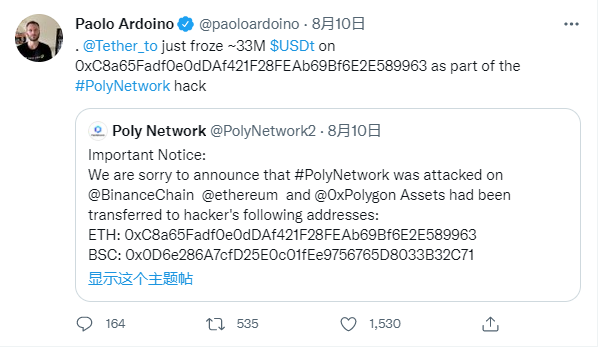 Paolo Ardoino @paoloardoino · 8月10日
. @Tether_to just froze ~33M $USDt on
0xC8a65Fadf0e0dDAf421F28FEAb69Bf6E2E589963 as part of the
#PolyNetwork hack
Poly Network @PolyNetwork2 · 8月10日
Important Notice:
We are sorry to announce that #PolyNetwork was attacked on
@BinanceChain @ethereum and @0xPolygon Assets had been
transferred to hacker's following addresses:
ETH: 0xC8a65Fadf0e0dDAf421F28FEAb69Bf6E2E589963
BSC: 0x0D6e286A7cfD25E0c01fEe9756765D8033B32C71
显示这个主题帖
164 535 1,530